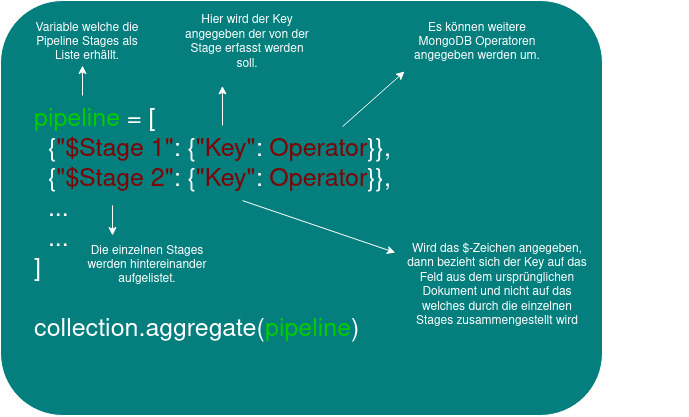 Variable welche die
Pipeline Stages als
Liste erhällt.
Hier wird der Key
angegeben der von der
Stage erfasst werden
soll.
Es können weitere
MongoDB Operatoren
angegeben werden um.
pipeline = [
{"$Stage 1": {"Key": Operator}},
{"$Stage 2": {"Key": Operator}},
...
...
]
Die einzelnen Stages
werden hintereinander
aufgelistet.
Wird das $-Zeichen angegeben,
dann bezieht sich der Key auf das
Feld aus dem ursprünglichen
Dokument und nicht auf das
welches durch die einzelnen
Stages zusammengestellt wird
collection.aggregate(pipeline)